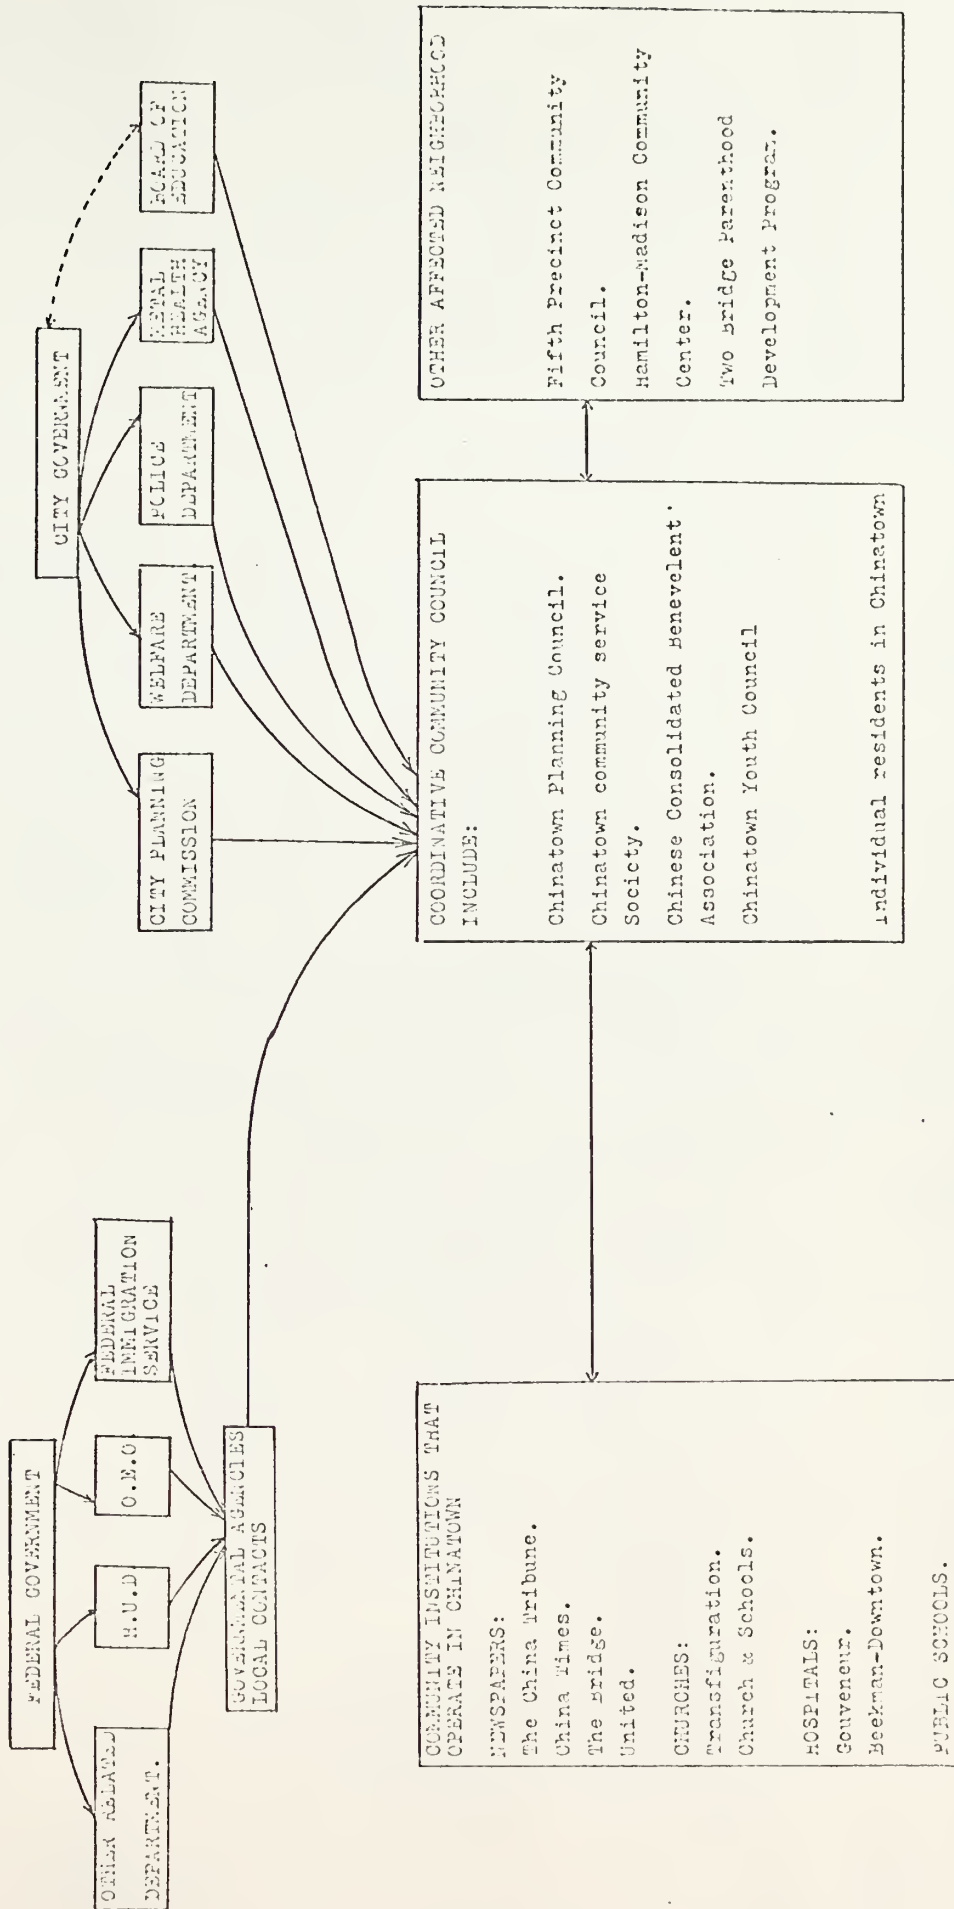 FEDERAL GOVERNMENT
OTHER RELATED
DEPARTMENT.
H.U.D
O.E.O
FEDERAL
IMMIGRATION
SERVICE
GOVERNMENTAL AGENCIES
LOCAL CONTACTS
CITY GOVERNMENT
CITY PLANNING
COMMISSION
WELFARE
DEPARTMENT
POLICE
DEPARTMENT
METAL
HEALTH
AGENCY
BOARD OF
EDUCATION
COMMUNITY INSTITUTIONS THAT
OPERATE IN CHINATOWN
NEWSPAPERS:
The China Tribune.
China Times.
The Bridge.
United.
CHURCHES:
Transfiguration.
Church & Schools.
HOSPITALS:
Gouveneur.
Beekman-Downtown.
PUBLIC SCHOOLS.
COORDINATIVE COMMUNITY COUNCIL
INCLUDE:
Chinatown Planning Council.
Chinatown community service
Socicty.
Chinese Consolidated Benevelent
Association.
Chinatown Youth Council
Individual residents in Chinatown
OTHER AFFECTED NEIGHBORHOOD
Fifth Precinct Community
Council.
Hamilton-Madison Community
Center.
Two Bridge Parenthood
Development Program.